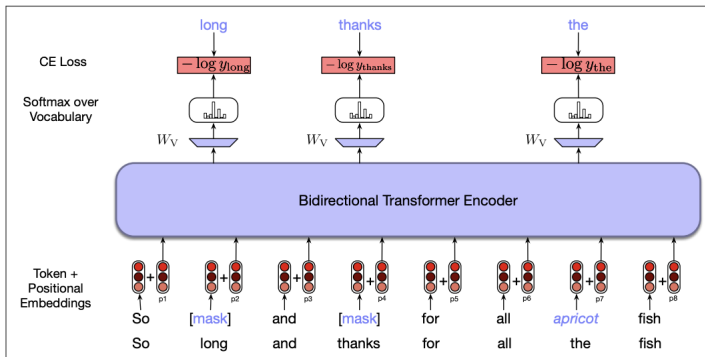 long thanks the
CE Loss − log y_long − log y_thanks − log y_the
Softmax over
Vocabulary
W_V W_V W_V
Bidirectional Transformer Encoder
Token +
Positional
Embeddings
+ + + + + + + +
p1 p2 p3 p4 p5 p6 p7 p8
So [mask] and [mask] for all apricot fish
So long and thanks for all the fish